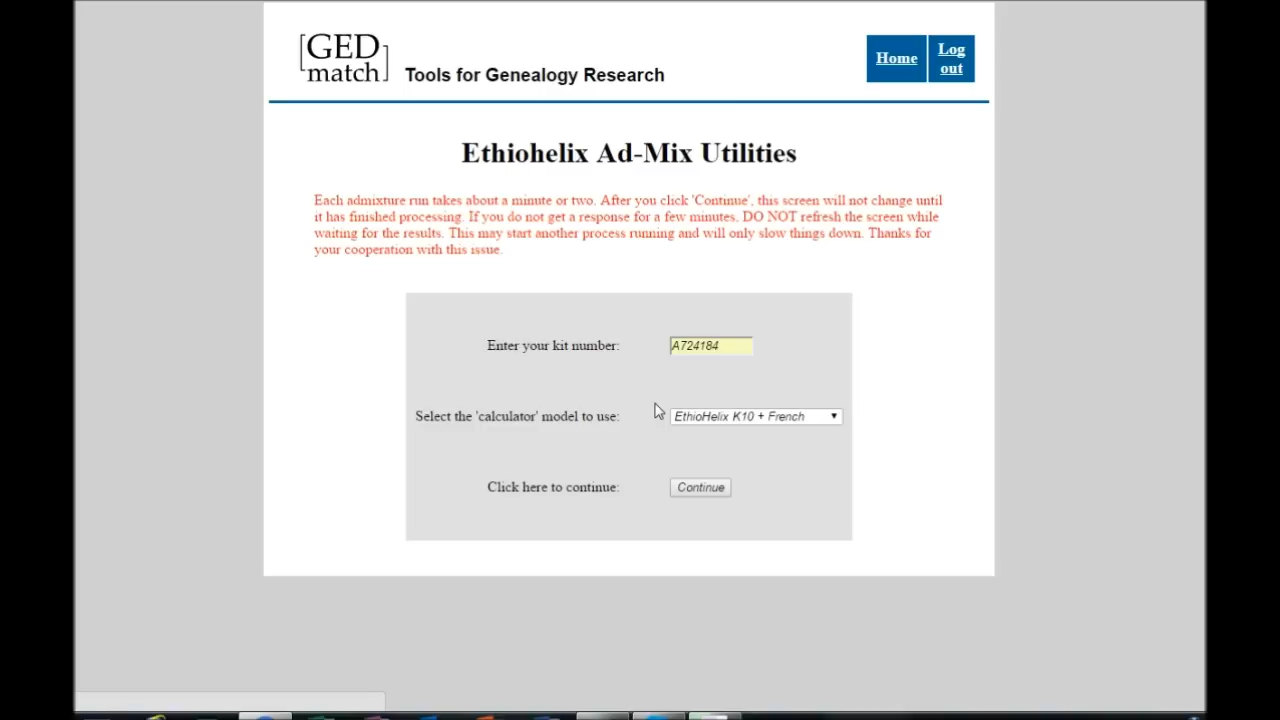 [GED
match]
Tools for Genealogy Research
Home
Log
out
Ethiohelix Ad-Mix Utilities
Each admixture run takes about a minute or two. After you click 'Continue', this screen will not change until
it has finished processing. If you do not get a response for a few minutes, DO NOT refresh the screen while
waiting for the results. This may start another process running and will only slow things down. Thanks for
your cooperation with this issue.
Enter your kit number:
A724184
Select the 'calculator' model to use:
EthioHelix K10 + French
Click here to continue:
Continue